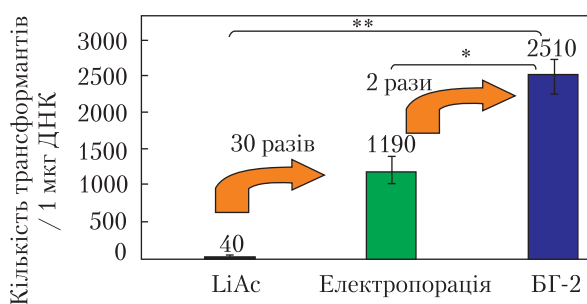 Кількість трансформантів
/ 1 мкг ДНК
3000
2500
2000
1500
1000
500
0
**
*
2510
2 рази
30 разів
1190
40
LiAc
Електропорація
БГ-2